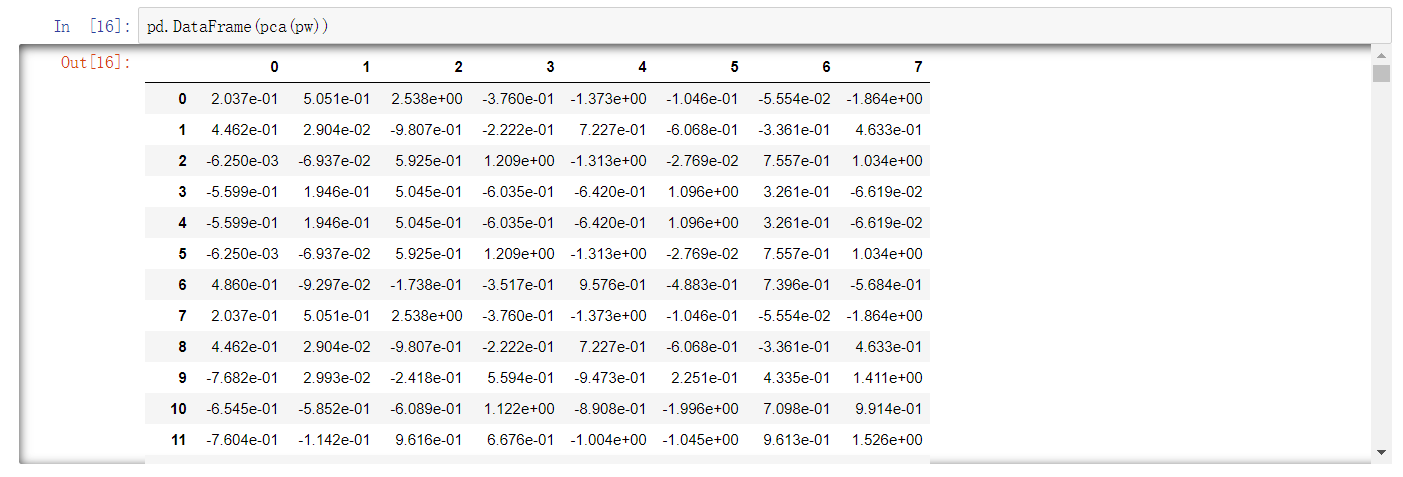 In [16]: pd.DataFrame(pca(pw))
Out[16]:
0 1 2 3 4 5 6 7
0 2.037e-01 5.051e-01 2.538e+00 -3.760e-01 -1.373e+00 -1.046e-01 -5.554e-02 -1.864e+00
1 4.462e-01 2.904e-02 -9.807e-01 -2.222e-01 7.227e-01 -6.068e-01 -3.361e-01 4.633e-01
2 -6.250e-03 -6.937e-02 5.925e-01 1.209e+00 -1.313e+00 -2.769e-02 7.557e-01 1.034e+00
3 -5.599e-01 1.946e-01 5.045e-01 -6.035e-01 -6.420e-01 1.096e+00 3.261e-01 -6.619e-02
4 -5.599e-01 1.946e-01 5.045e-01 -6.035e-01 -6.420e-01 1.096e+00 3.261e-01 -6.619e-02
5 -6.250e-03 -6.937e-02 5.925e-01 1.209e+00 -1.313e+00 -2.769e-02 7.557e-01 1.034e+00
6 4.860e-01 -9.297e-02 -1.738e-01 -3.517e-01 9.576e-01 -4.883e-01 7.396e-01 -5.684e-01
7 2.037e-01 5.051e-01 2.538e+00 -3.760e-01 -1.373e+00 -1.046e-01 -5.554e-02 -1.864e+00
8 4.462e-01 2.904e-02 -9.807e-01 -2.222e-01 7.227e-01 -6.068e-01 -3.361e-01 4.633e-01
9 -7.682e-01 2.993e-02 -2.418e-01 5.594e-01 -9.473e-01 2.251e-01 4.335e-01 1.411e+00
10 -6.545e-01 -5.852e-01 -6.089e-01 1.122e+00 -8.908e-01 -1.996e+00 7.098e-01 9.914e-01
11 -7.604e-01 -1.142e-01 9.616e-01 6.676e-01 -1.004e+00 -1.045e+00 9.613e-01 1.526e+00